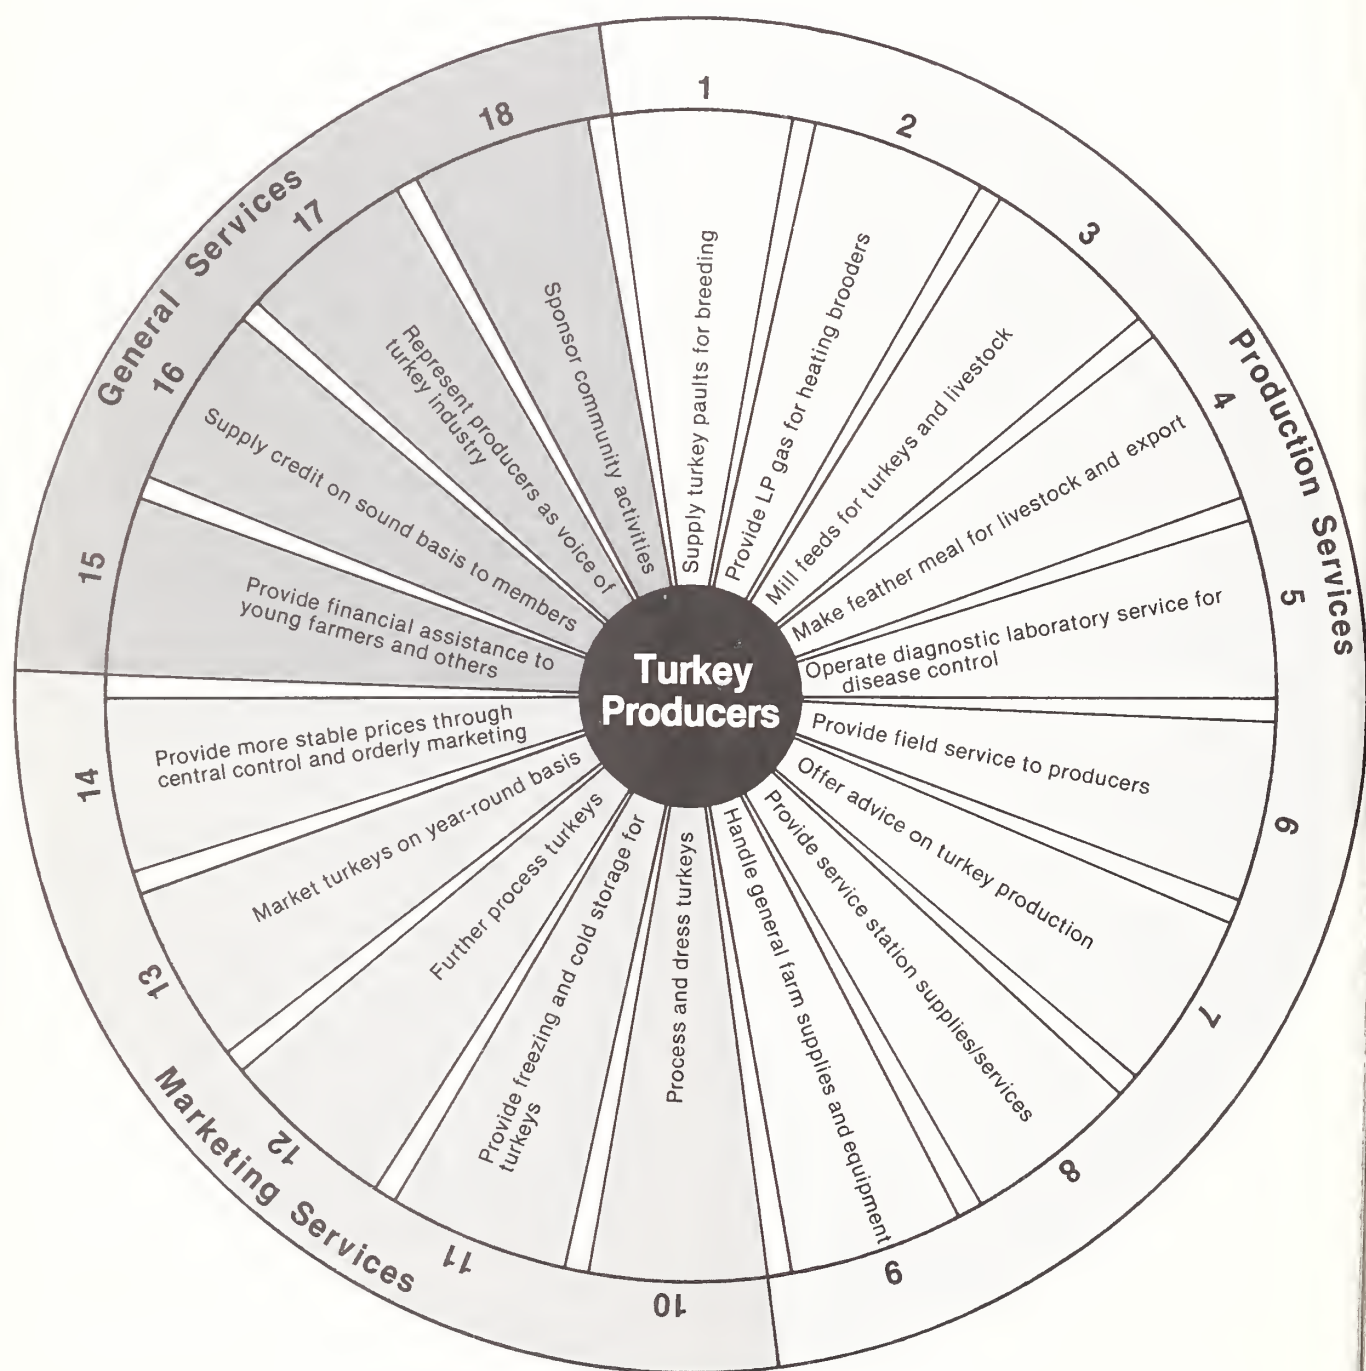 Turkey
Producers
Production Services
1
Supply turkey paults for breeding
2
Provide LP gas for heating brooders
3
Mill feeds for turkeys and livestock
4
Make feather meal for livestock and export
5
Operate diagnostic laboratory service for
disease control
6
Provide field service to producers
7
Offer advice on turkey production
8
Provide service station supplies/services
9
Handle general farm supplies and equipment
Marketing Services
10
Process and dress turkeys
11
Provide freezing and cold storage for
turkeys
12
Further process turkeys
13
Market turkeys on year-round basis
14
Provide more stable prices through
central control and orderly marketing
General Services
15
Provide financial assistance to
young farmers and others
16
Supply credit on sound basis to members
17
Represent producers as voice of
turkey industry
18
Sponsor community activities